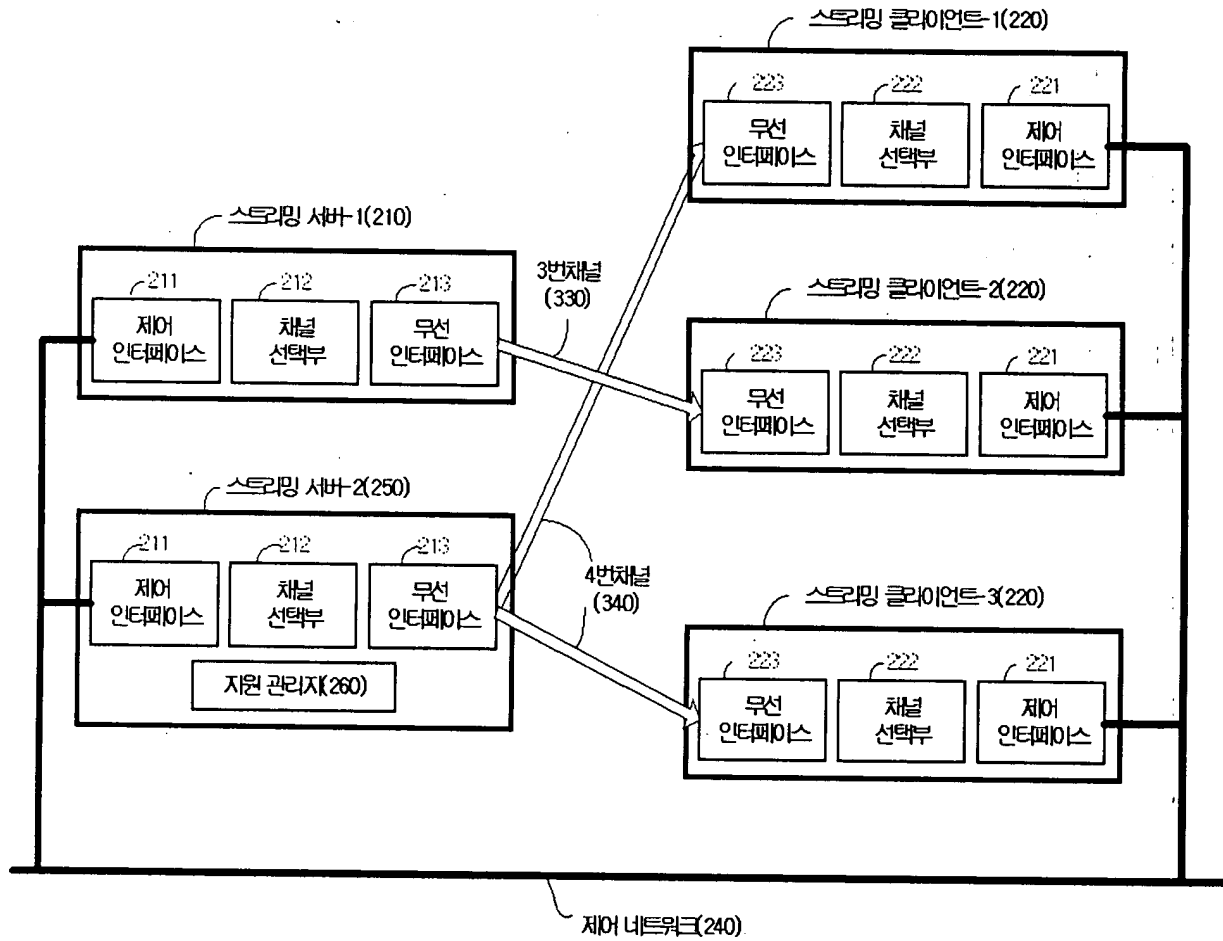 스트리밍 클라이언트-1(220)
223
222
221
무선
인터페이스
채널
선택부
제어
인터페이스
스트리밍 서버-1(210)
211
212
213
제어
인터페이스
채널
선택부
무선
인터페이스
3번채널
(330)
스트리밍 클라이언트-2(220)
223
222
221
무선
인터페이스
채널
선택부
제어
인터페이스
스트리밍 서버-2(250)
211
212
213
제어
인터페이스
채널
선택부
무선
인터페이스
지원 관리지(260)
4번채널
(340)
스트리밍 클라이언트-3(220)
223
222
221
무선
인터페이스
채널
선택부
제어
인터페이스
제어 네트워크(240)